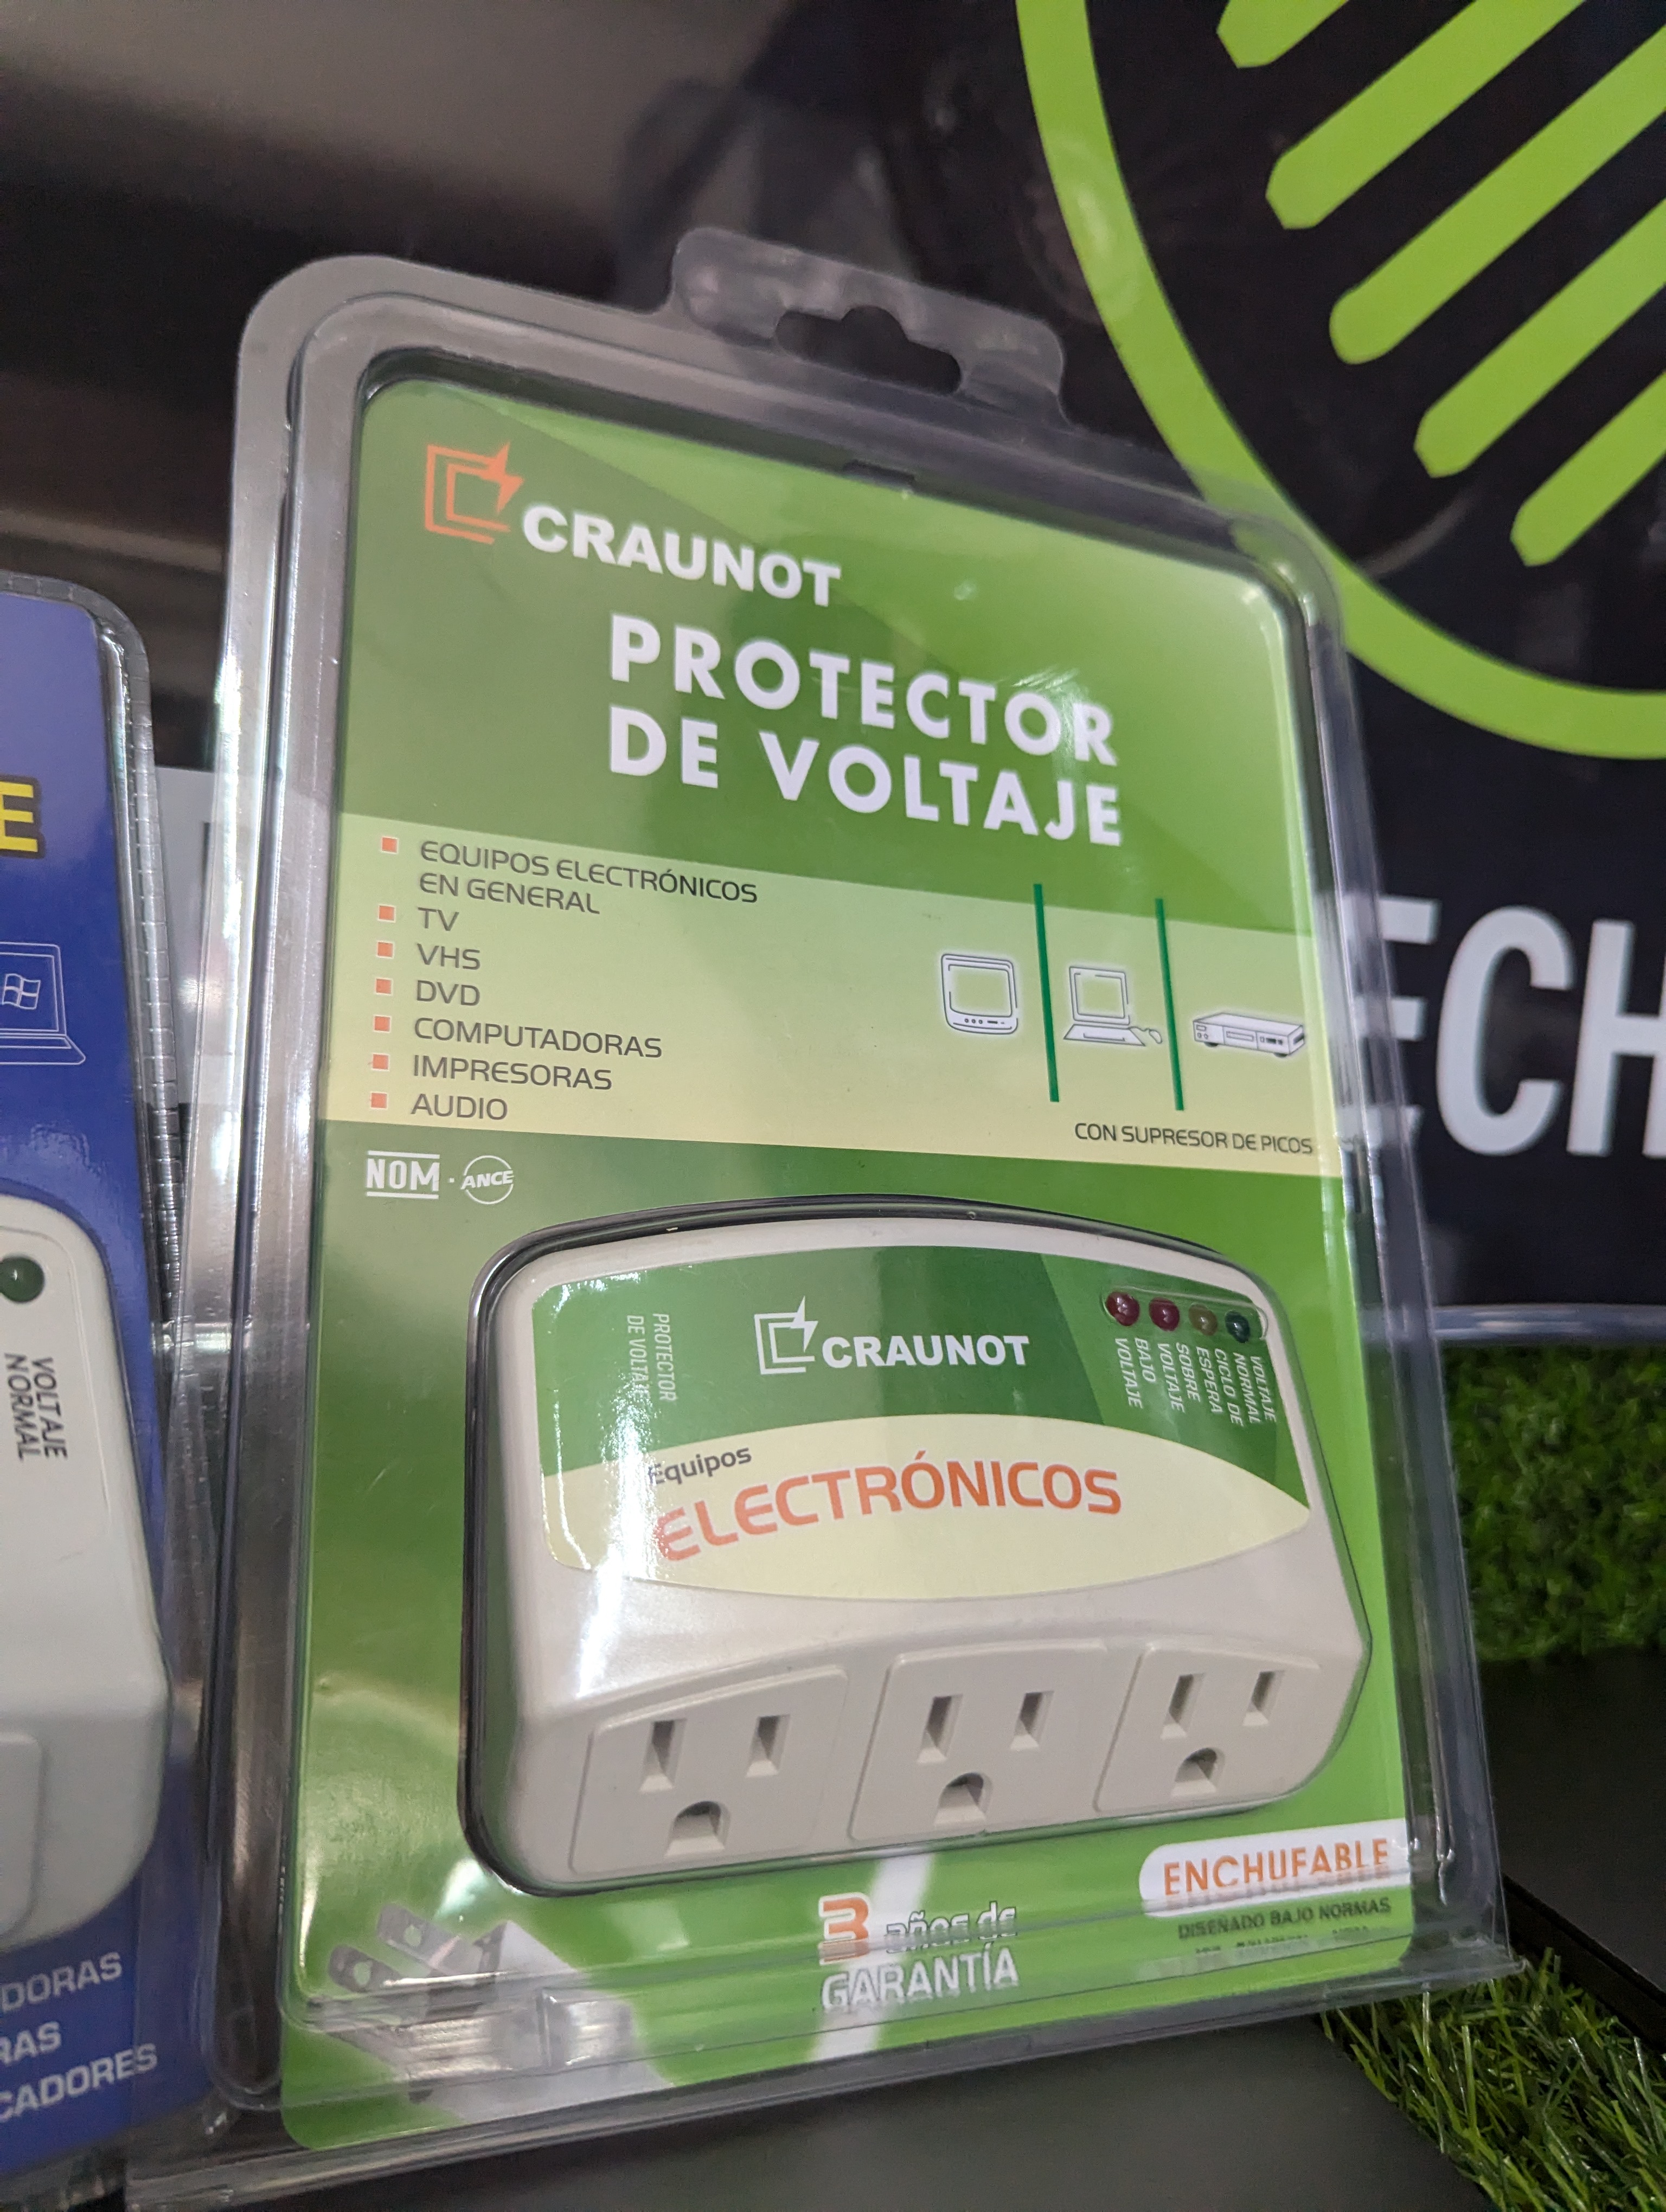 CRAUNOT
PROTECTOR
DE VOLTAJE
EQUIPOS ELECTRÓNICOS
EN GENERAL
TV
VHS
DVD
COMPUTADORAS
IMPRESORAS
AUDIO
CON SUPRESOR DE PICOS
NOM · ANCE
PROTECTOR
DE VOLTAJE
CRAUNOT
BAJO
VOLTAJE
SOBRE
VOLTAJE
CICLO DE
ESPERA
VOLTAJE
NORMAL
Equipos
ELECTRÓNICOS
ENCHUFABLE
DISEÑADO BAJO NORMAS
3 años de
GARANTÍA
E
VOLTAJE
NORMAL
DORAS
RAS
CADORES
ECH